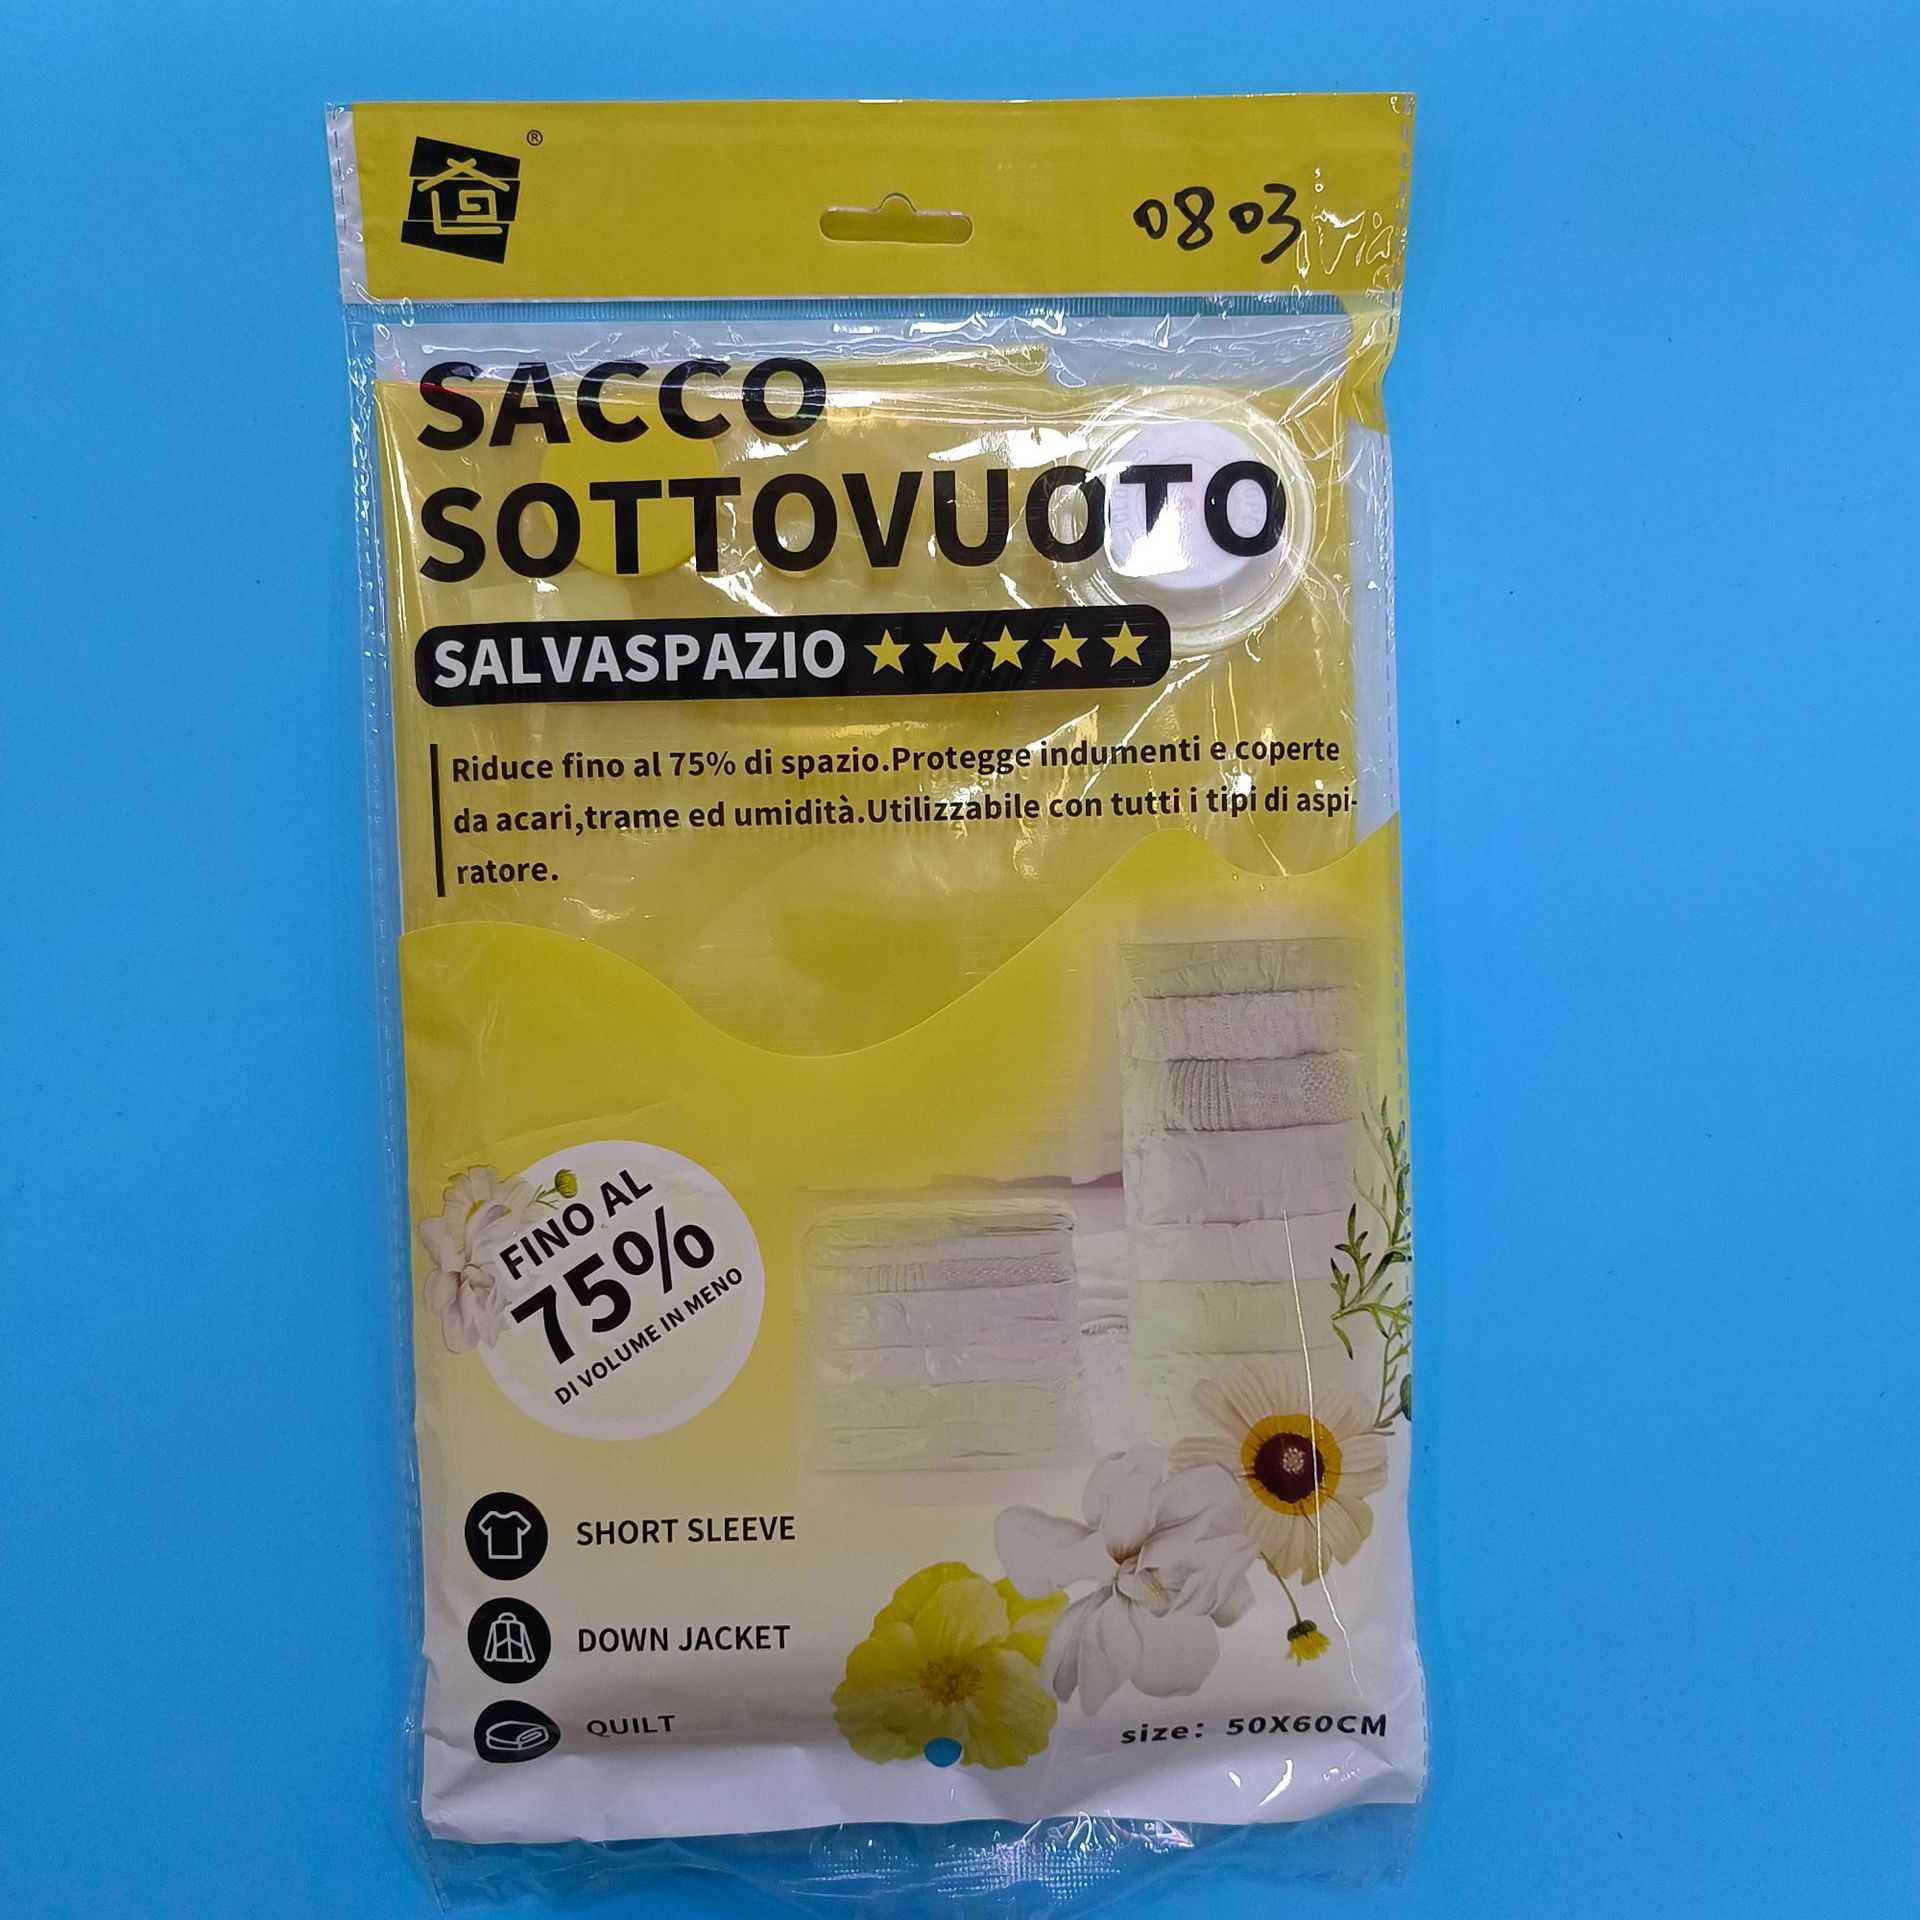 ®
0803
SACCO
SOTTOVUOTO
SALVASPAZIO
Riduce fino al 75% di spazio.Protegge indumenti e coperte
da acari,trame ed umidità.Utilizzabile con tutti i tipi di aspi-
ratore.
FINO AL
75%
DI VOLUME IN MENO
SHORT SLEEVE
DOWN JACKET
QUILT
size: 50X60CM